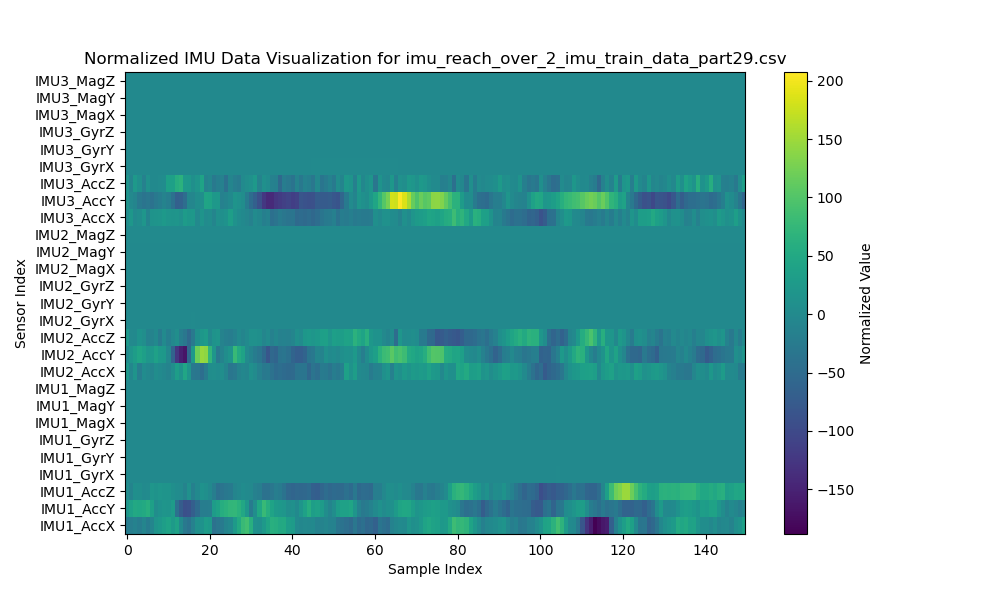 Normalized IMU Data Visualization for imu_reach_over_2_imu_train_data_part29.csv
IMU3_MagZ
IMU3_MagY
IMU3_MagX
IMU3_GyrZ
IMU3_GyrY
IMU3_GyrX
IMU3_AccZ
IMU3_AccY
IMU3_AccX
IMU2_MagZ
IMU2_MagY
IMU2_MagX
IMU2_GyrZ
IMU2_GyrY
IMU2_GyrX
IMU2_AccZ
IMU2_AccY
IMU2_AccX
IMU1_MagZ
IMU1_MagY
IMU1_MagX
IMU1_GyrZ
IMU1_GyrY
IMU1_GyrX
IMU1_AccZ
IMU1_AccY
IMU1_AccX
Sensor Index
0 20 40 60 80 100 120 140
Sample Index
200
150
100
50
0
−50
−100
−150
Normalized Value